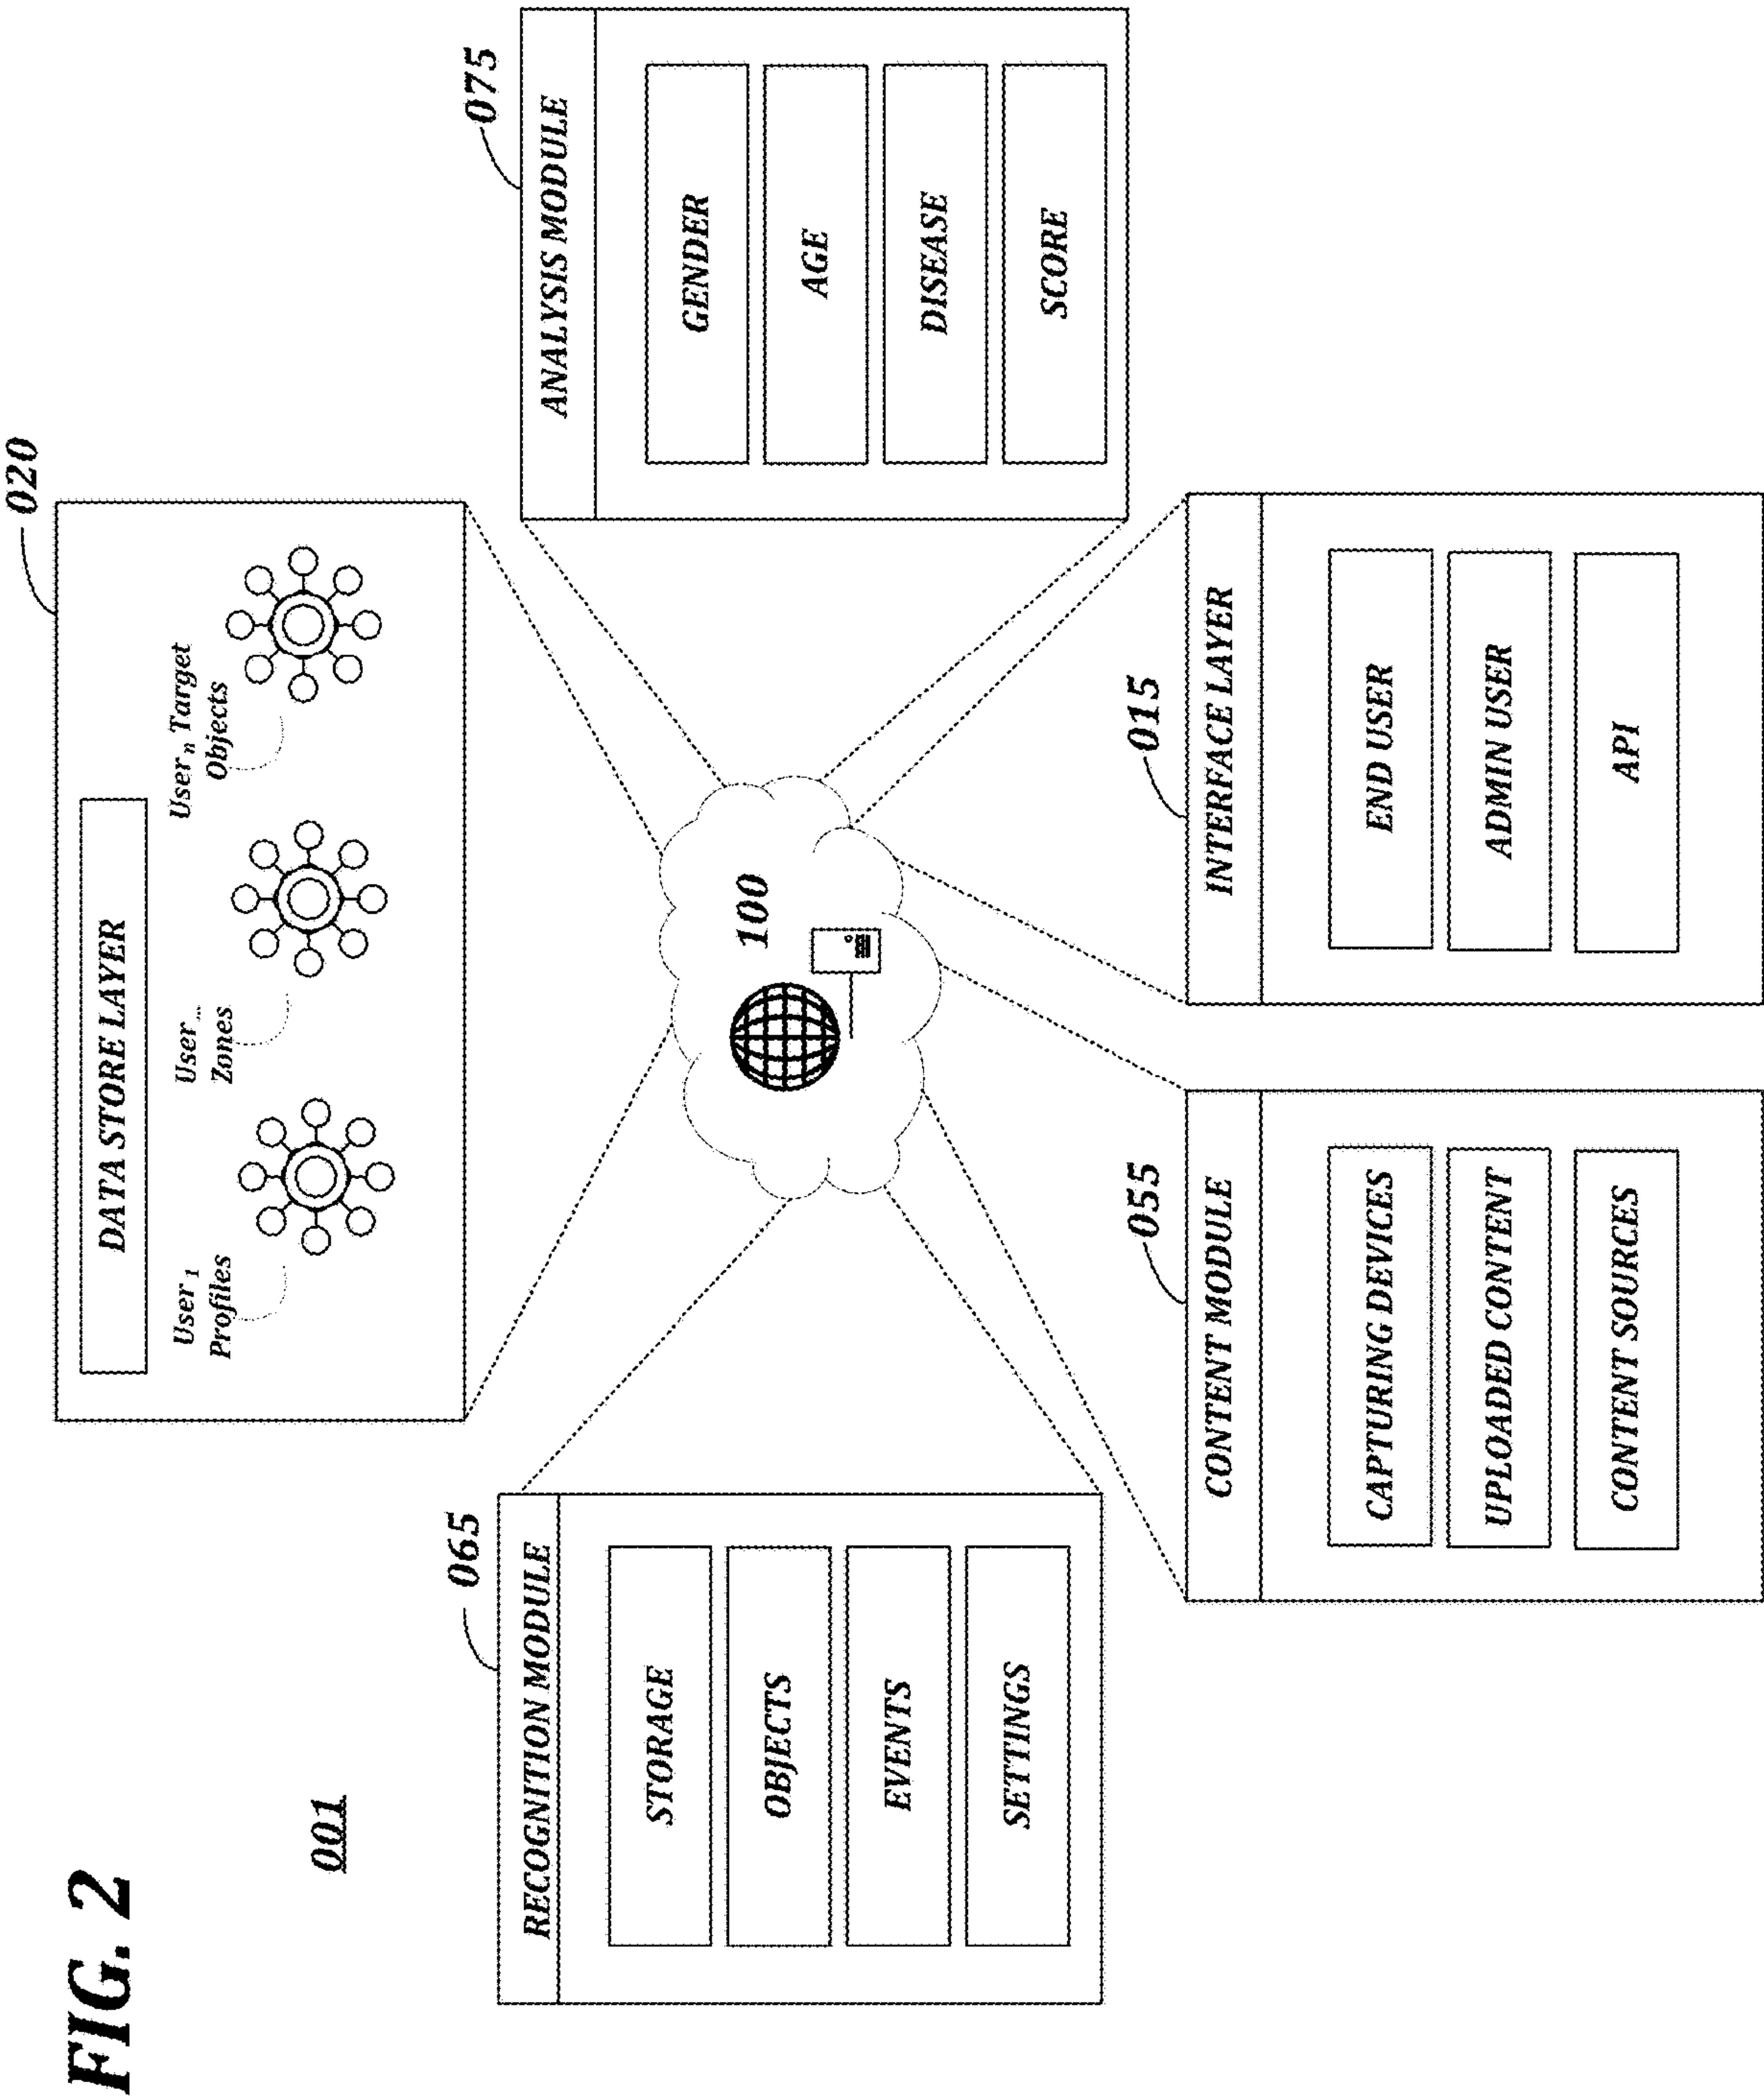 FIG. 2
001
020
DATA STORE LAYER
User 1
Profiles
User ...
Zones
User n Target
Objects
065
RECOGNITION MODULE
STORAGE
OBJECTS
EVENTS
SETTINGS
100
075
ANALYSIS MODULE
GENDER
AGE
DISEASE
SCORE
055
CONTENT MODULE
CAPTURING DEVICES
UPLOADED CONTENT
CONTENT SOURCES
015
INTERFACE LAYER
END USER
ADMIN USER
API